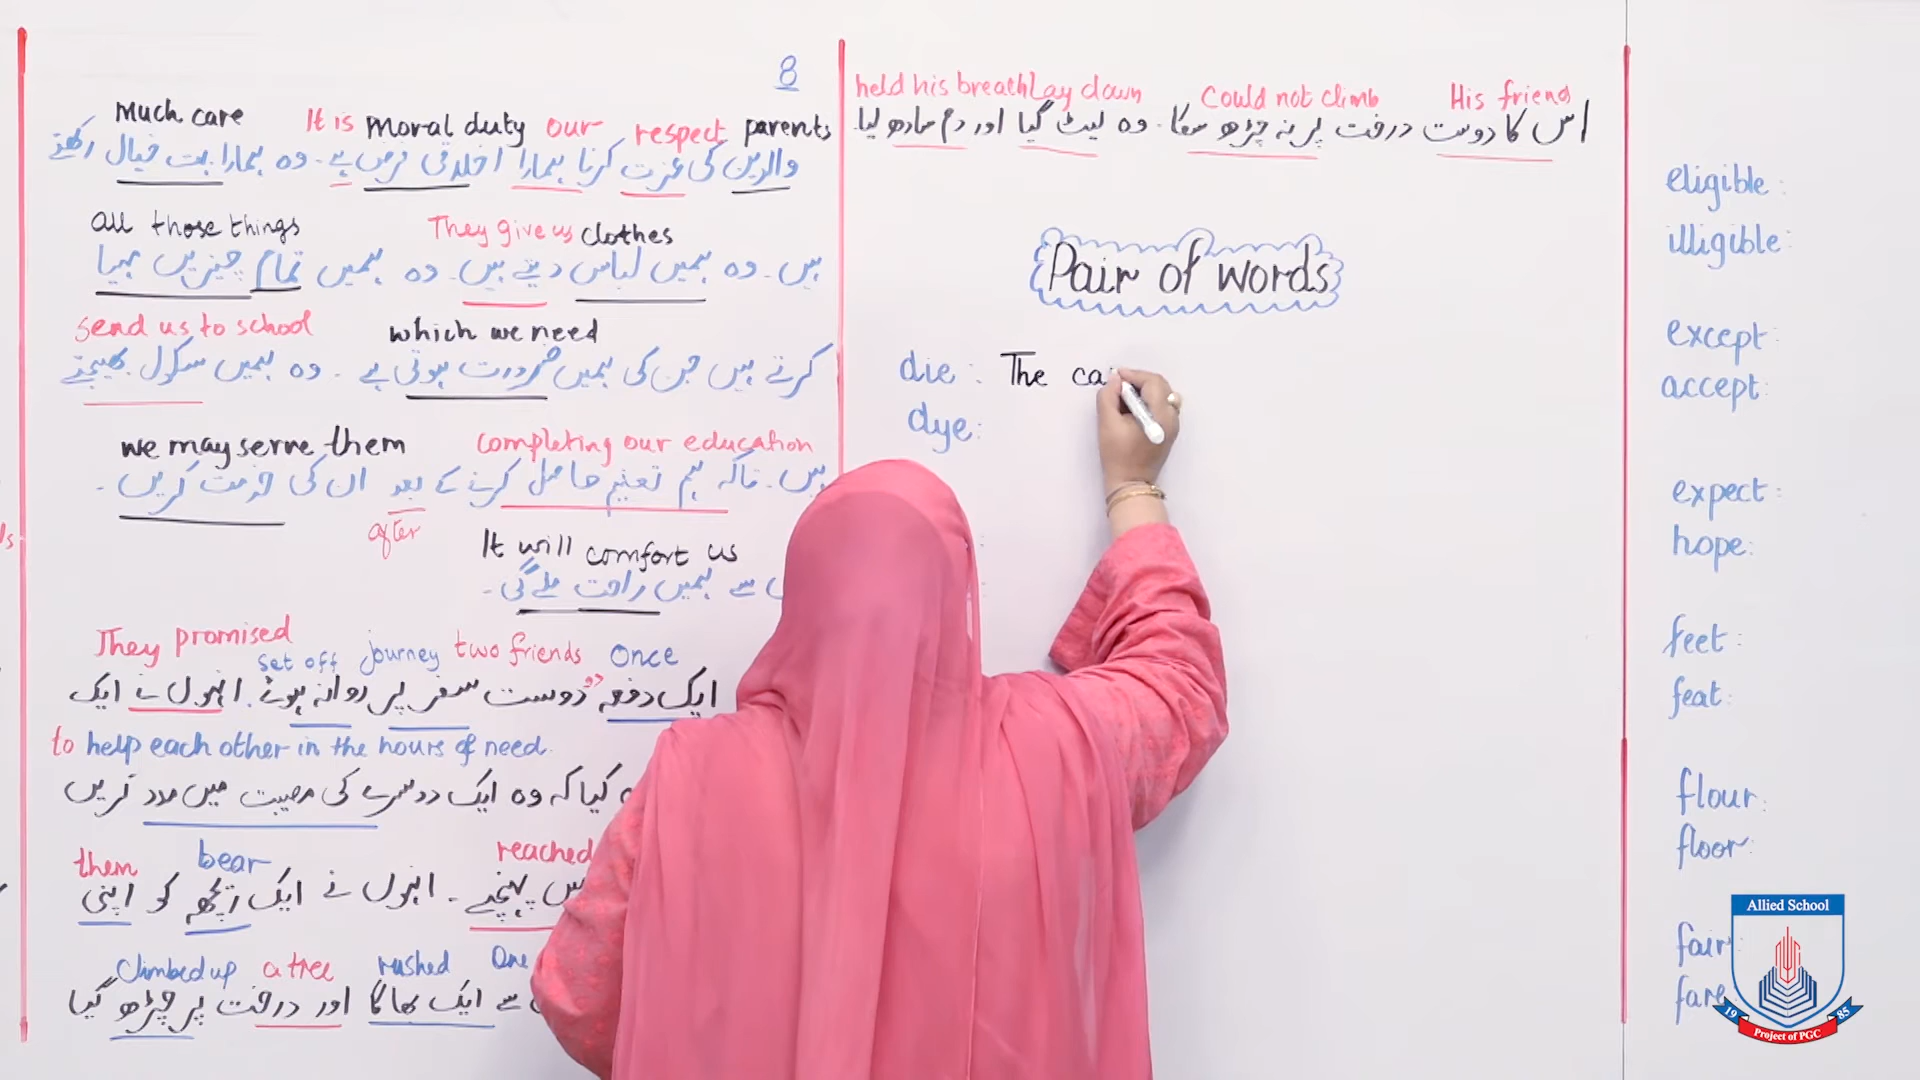 8
Much care It is moral duty our respect parents
والدین کی عزت کرنا ہمارا اخلاقی فرض ہے۔ وہ ہمارا بہت خیال رکھتے
all those things They give us clothes
ہیں۔ وہ ہمیں لباس دیتے ہیں۔ وہ ہمیں تمام چیزیں مہیا
send us to school which we need
کرتے ہیں جن کی ہمیں ضرورت ہوتی ہے ۔ وہ ہمیں سکول بھیجتے
we may serve them completing our education
ہیں۔ تاکہ ہم تعلیم حاصل کرنے کے بعد ان کی خدمت کریں ۔
after
It will comfort us
سے ہمیں راحت ملے گی ۔
They promised set off journey two friends once
ایک دفعہ دو دوست سفر پر روانہ ہوئے۔ انہوں نے ایک
to help each other in the hours of need
کیا کہ وہ ایک دوسرے کی مصیبت میں مدد کریں
them bear reached
پہنچے ۔ انہوں نے ایک ریچھ کو اپنی
Climbed up a tree rushed One
سے ایک بھاگا اور درخت پر چڑھ گیا
held his breath Lay down Could not climb His friend
اس کا دوست درخت پر نہ چڑھ سکا ۔ وہ لیٹ گیا اور دم سادھ لیا
Pair of words
die : The ca
dye:
eligible:
illigible:
except:
accept:
expect:
hope:
feet:
feat:
flour:
floor:
fair:
fare
Allied School
1985
Project of PGC